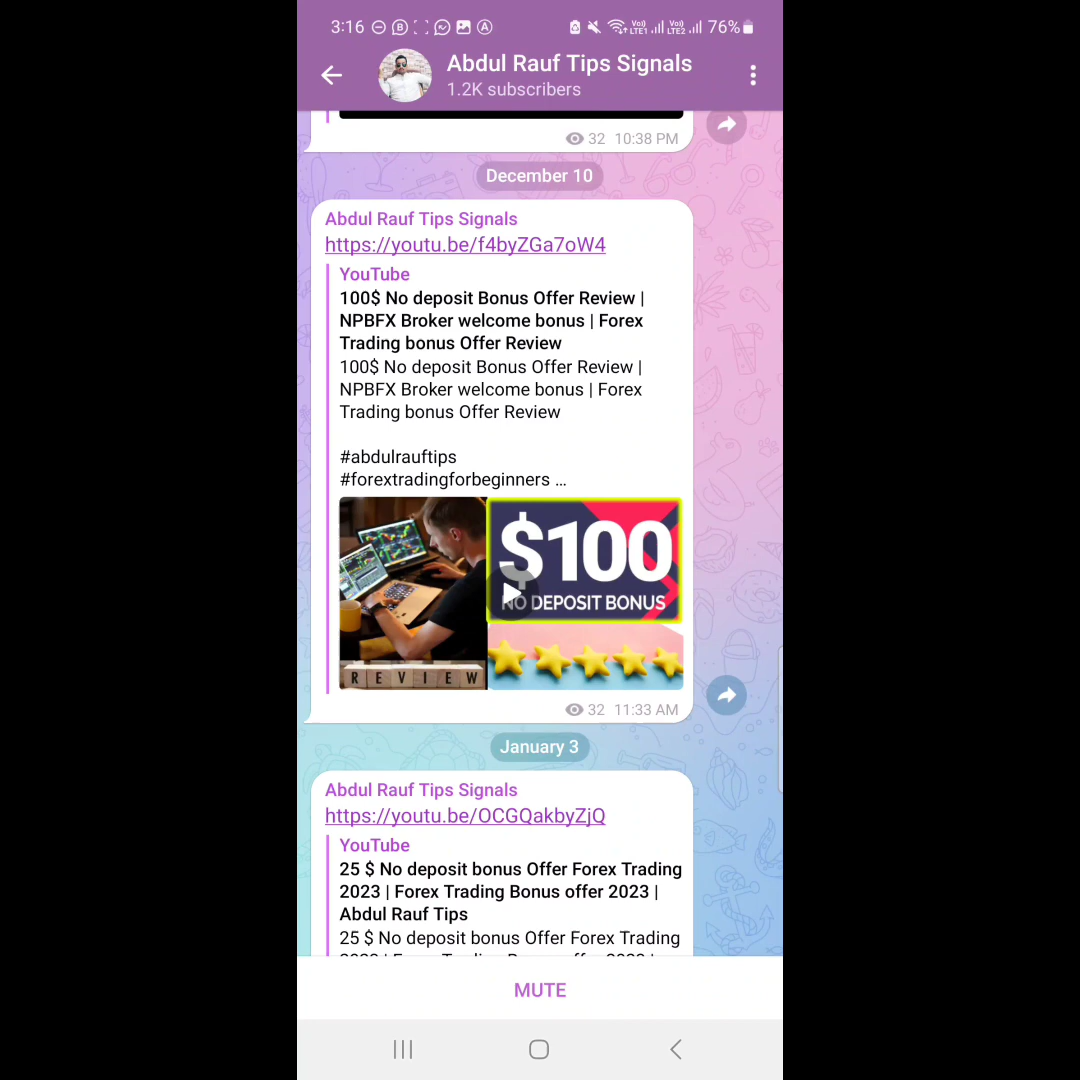 3:16
VoLTE1 VoLTE2 76%
Abdul Rauf Tips Signals
1.2K subscribers
32 10:38 PM
December 10
Abdul Rauf Tips Signals
https://youtu.be/f4byZGa7oW4
YouTube
100$ No deposit Bonus Offer Review |
NPBFX Broker welcome bonus | Forex
Trading bonus Offer Review
100$ No deposit Bonus Offer Review |
NPBFX Broker welcome bonus | Forex
Trading bonus Offer Review
#abdulrauftips
#forextradingforbeginners ...
$100
NO DEPOSIT BONUS
REVIEW
32 11:33 AM
January 3
Abdul Rauf Tips Signals
https://youtu.be/OCGQakbyZjQ
YouTube
25 $ No deposit bonus Offer Forex Trading
2023 | Forex Trading Bonus offer 2023 |
Abdul Rauf Tips
25 $ No deposit bonus Offer Forex Trading
MUTE